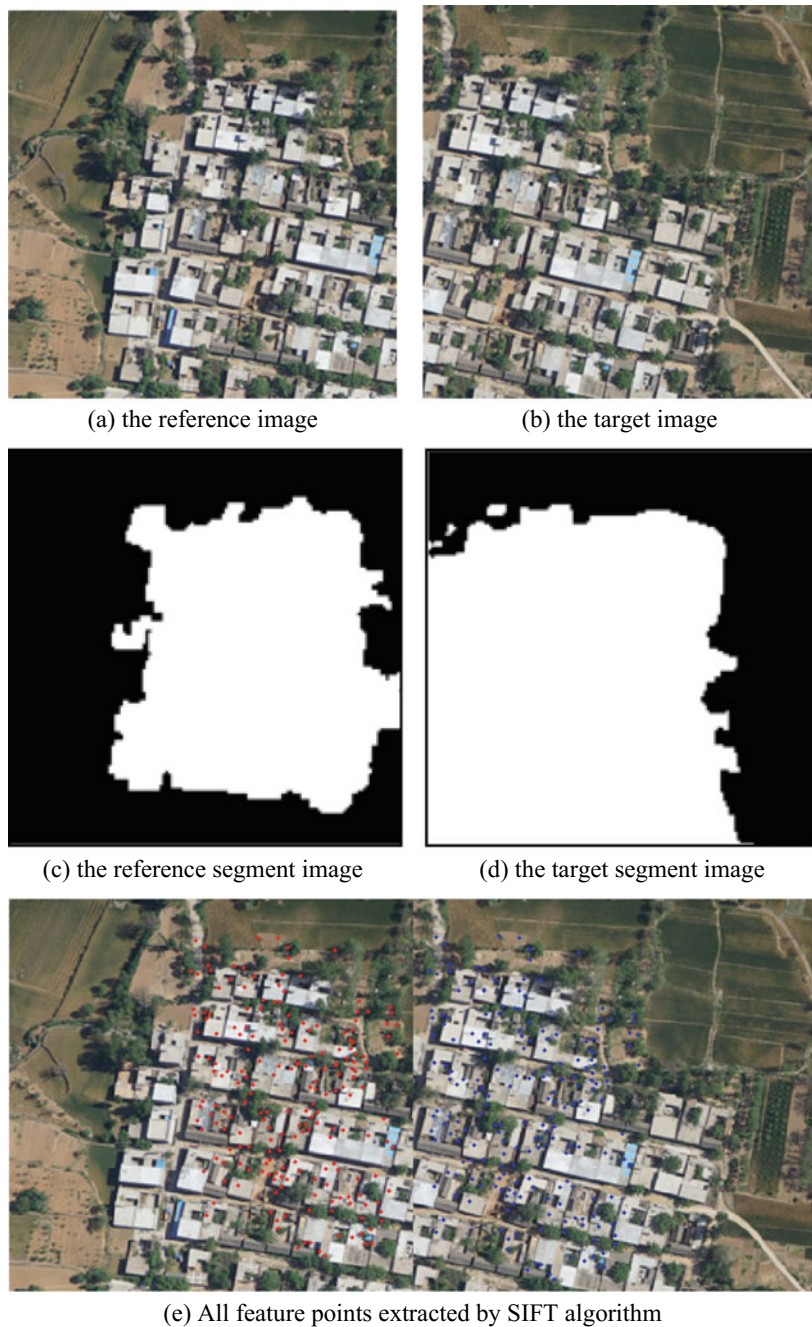 (a) the reference image
(b) the target image
(c) the reference segment image
(d) the target segment image
(e) All feature points extracted by SIFT algorithm